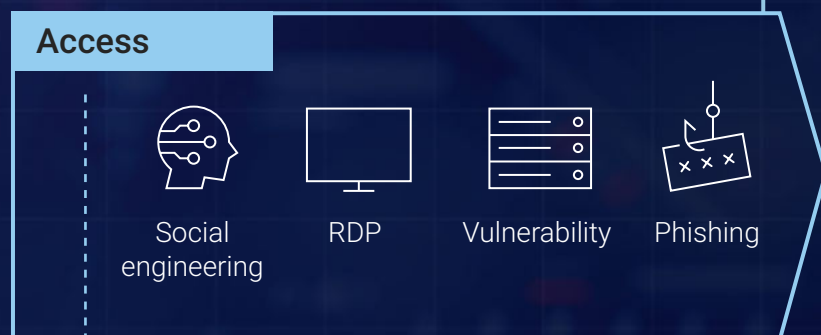 Access
Social
engineering
RDP
Vulnerability
Phishing